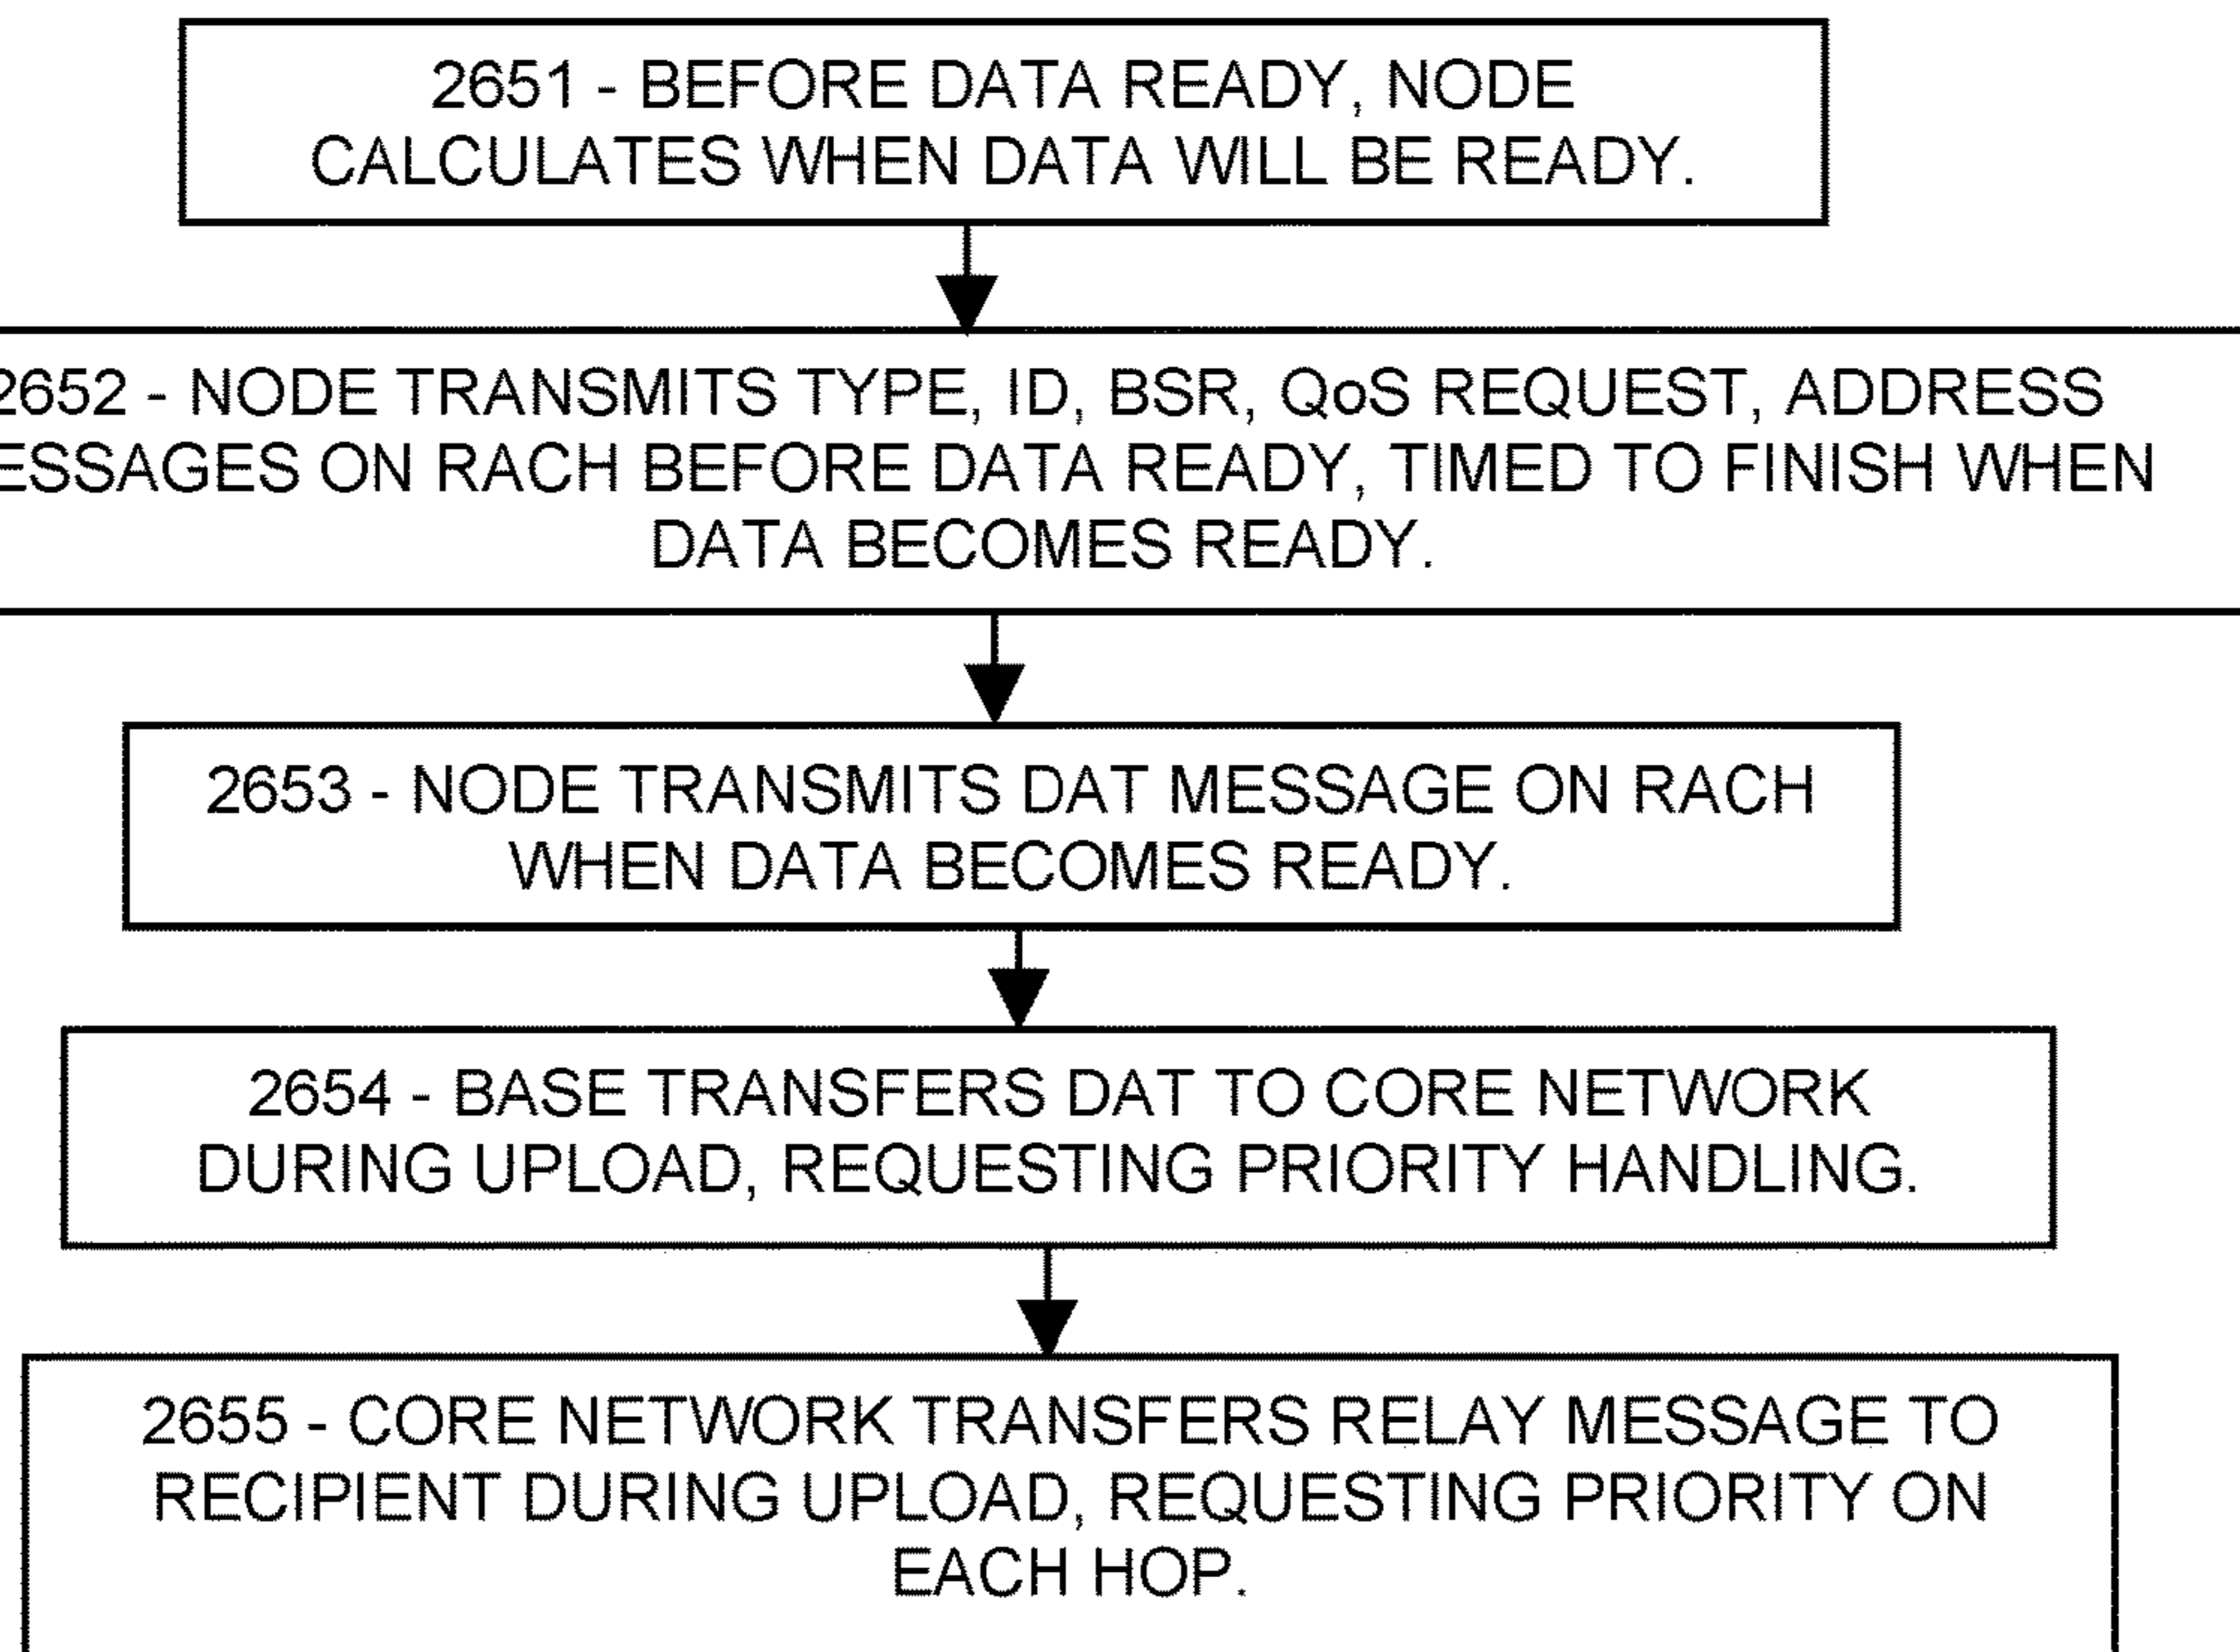 2651 - BEFORE DATA READY, NODE
CALCULATES WHEN DATA WILL BE READY.
2652 - NODE TRANSMITS TYPE, ID, BSR, QoS REQUEST, ADDRESS
ESSAGES ON RACH BEFORE DATA READY, TIMED TO FINISH WHEN
DATA BECOMES READY.
2653 - NODE TRANSMITS DAT MESSAGE ON RACH
WHEN DATA BECOMES READY.
2654 - BASE TRANSFERS DAT TO CORE NETWORK
DURING UPLOAD, REQUESTING PRIORITY HANDLING.
2655 - CORE NETWORK TRANSFERS RELAY MESSAGE TO
RECIPIENT DURING UPLOAD, REQUESTING PRIORITY ON
EACH HOP.